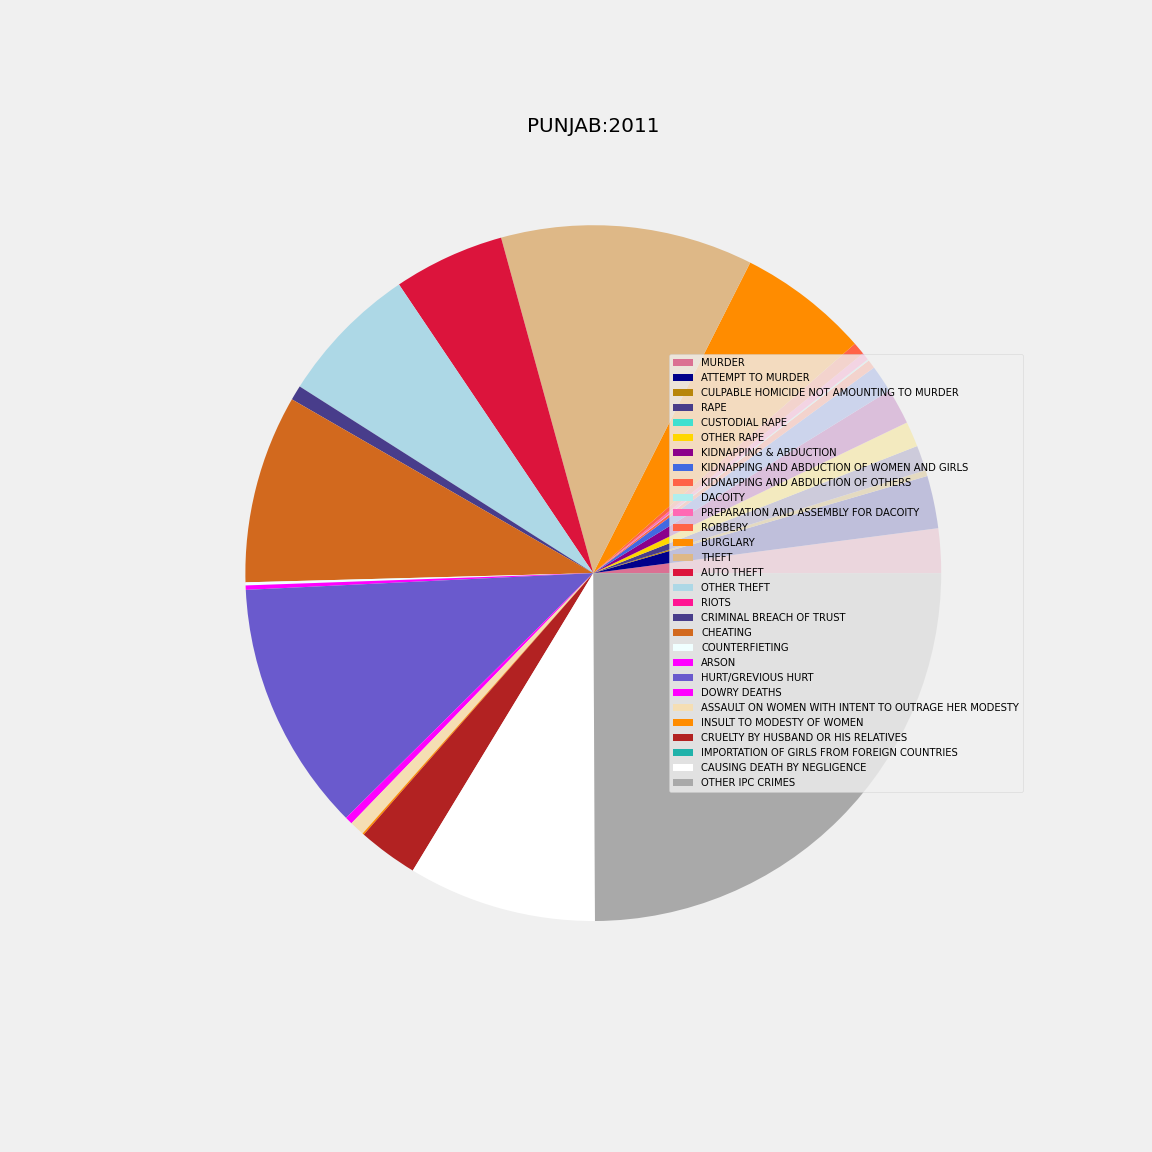 PUNJAB:2011
MURDER
ATTEMPT TO MURDER
CULPABLE HOMICIDE NOT AMOUNTING TO MURDER
RAPE
CUSTODIAL RAPE
OTHER RAPE
KIDNAPPING & ABDUCTION
KIDNAPPING AND ABDUCTION OF WOMEN AND GIRLS
KIDNAPPING AND ABDUCTION OF OTHERS
DACOITY
PREPARATION AND ASSEMBLY FOR DACOITY
ROBBERY
BURGLARY
THEFT
AUTO THEFT
OTHER THEFT
RIOTS
CRIMINAL BREACH OF TRUST
CHEATING
COUNTERFIETING
ARSON
HURT/GREVIOUS HURT
DOWRY DEATHS
ASSAULT ON WOMEN WITH INTENT TO OUTRAGE HER MODESTY
INSULT TO MODESTY OF WOMEN
CRUELTY BY HUSBAND OR HIS RELATIVES
IMPORTATION OF GIRLS FROM FOREIGN COUNTRIES
CAUSING DEATH BY NEGLIGENCE
OTHER IPC CRIMES